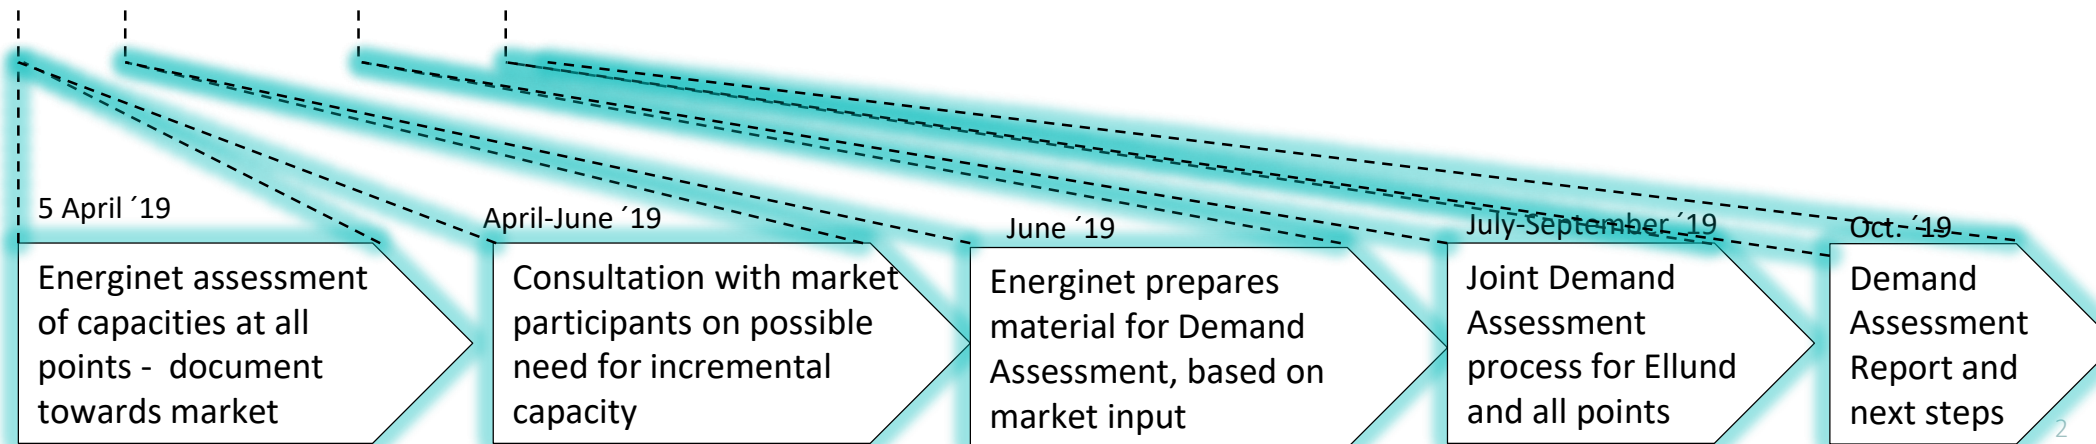 5 April ´19
Energinet assessment
of capacities at all
points - document
towards market
April-June ´19
Consultation with market
participants on possible
need for incremental
capacity
June ´19
Energinet prepares
material for Demand
Assessment, based on
market input
July-September ´19
Joint Demand
Assessment
process for Ellund
and all points
Oct. ´19
Demand
Assessment
Report and
next steps
2